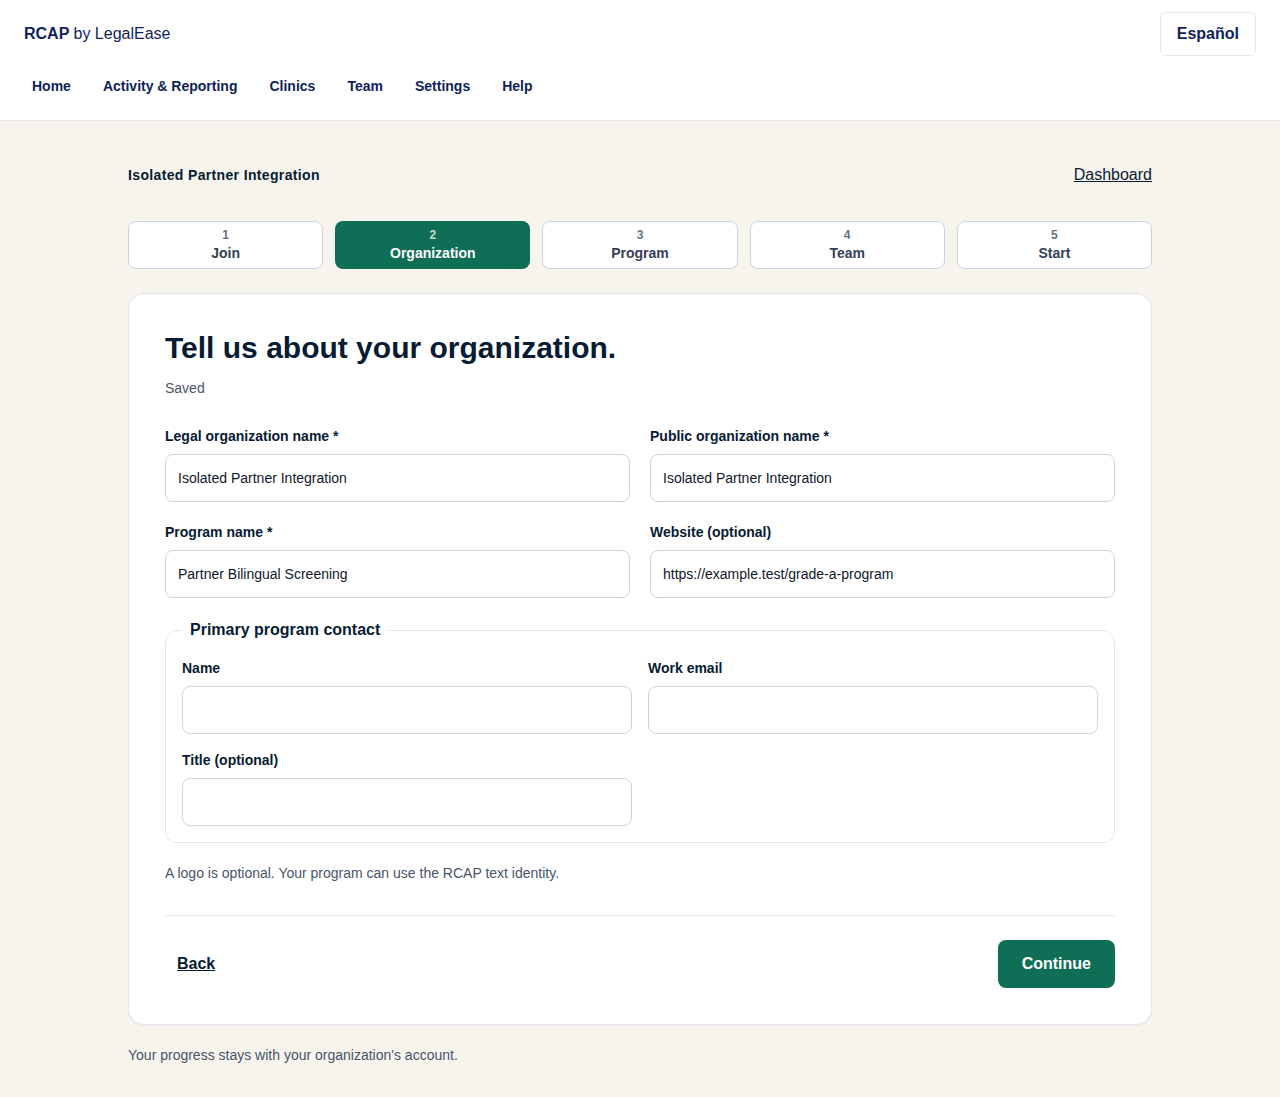 RCAP by LegalEase
Español
Home Activity & Reporting Clinics Team Settings Help
Isolated Partner Integration
Dashboard
1
Join
2
Organization
3
Program
4
Team
5
Start
Tell us about your organization.
Saved
Legal organization name *
Public organization name *
Isolated Partner Integration
Isolated Partner Integration
Program name *
Website (optional)
Partner Bilingual Screening
https://example.test/grade-a-program
Primary program contact
Name
Work email
Title (optional)
A logo is optional. Your program can use the RCAP text identity.
Back
Continue
Your progress stays with your organization's account.